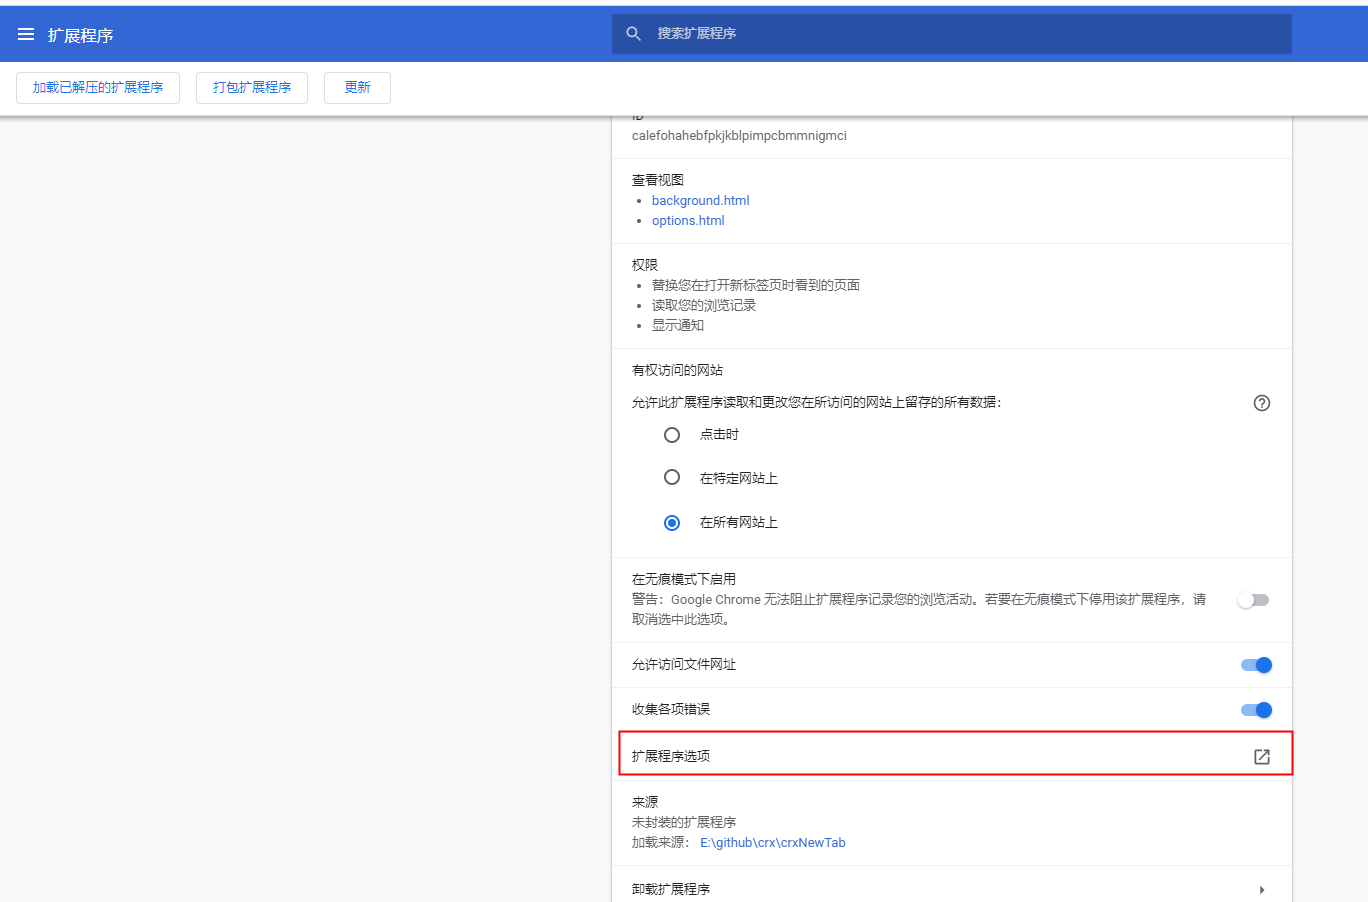 扩展程序
搜索扩展程序
加载已解压的扩展程序
打包扩展程序
更新
ID
calefohahebfpkjkblpimpcbmmnigmci
查看视图
background.html
options.html
权限
替换您在打开新标签页时看到的页面
读取您的浏览记录
显示通知
有权访问的网站
允许此扩展程序读取和更改您在所访问的网站上留存的所有数据：
点击时
在特定网站上
在所有网站上
在无痕模式下启用
警告：Google Chrome 无法阻止扩展程序记录您的浏览活动。若要在无痕模式下停用该扩展程序，请
取消选中此选项。
允许访问文件网址
收集各项错误
扩展程序选项
来源
未封装的扩展程序
加载来源： E:\github\crx\crxNewTab
卸载扩展程序